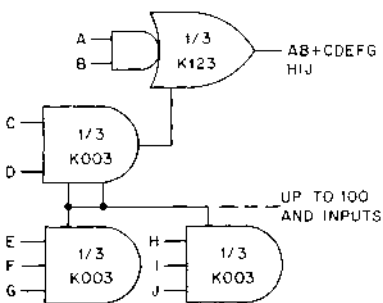 A
B
1/3
K123
A8+CDEFG
HIJ
C
D
1/3
K003
UP TO 100
AND INPUTS
E
F
G
1/3
K003
H
I
J
1/3
K003